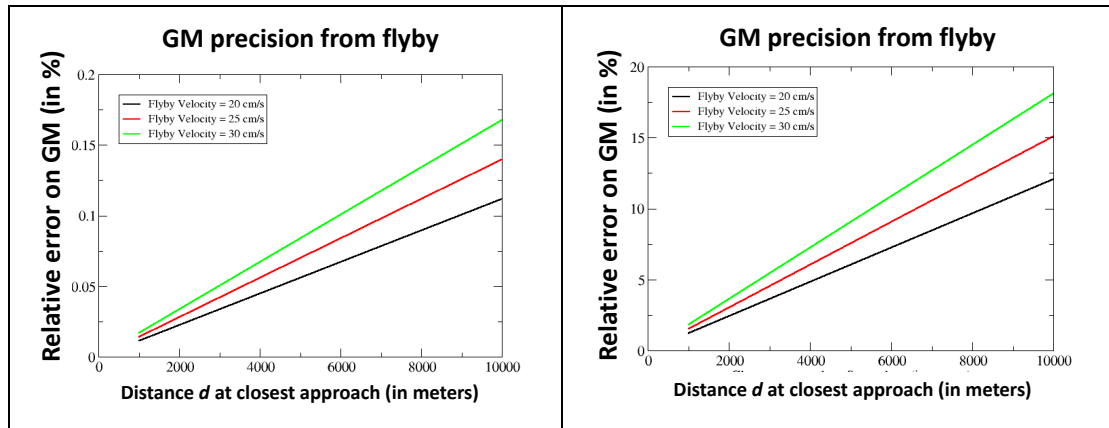 GM precision from flyby
Relative error on GM (in %)
0.2
0.15
0.1
0.05
0
Flyby Velocity = 20 cm/s
Flyby Velocity = 25 cm/s
Flyby Velocity = 30 cm/s
0 2000 4000 6000 8000 10000
Distance d at closest approach (in meters)
GM precision from flyby
Relative error on GM (in %)
20
15
10
5
0
Flyby Velocity = 20 cm/s
Flyby Velocity = 25 cm/s
Flyby Velocity = 30 cm/s
0 2000 4000 6000 8000 10000
Distance d at closest approach (in meters)